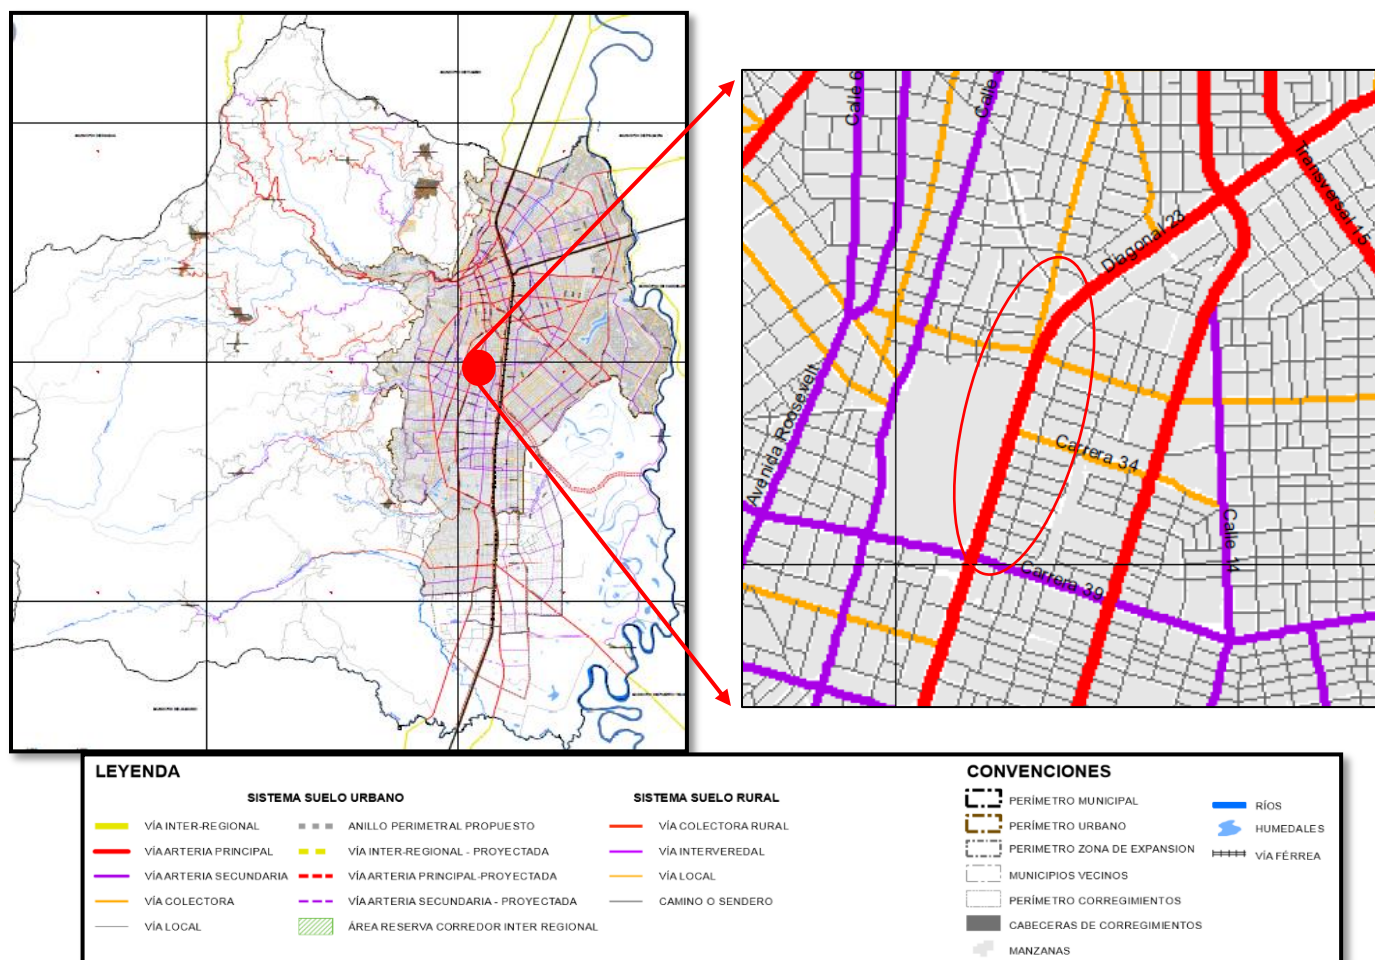 Calle 6
Calle
Transversal 15
Diagonal 23
Avenida Roosevelt
Carrera 34
Calle 14
Carrera 39
LEYENDA
SISTEMA SUELO URBANO
SISTEMA SUELO RURAL
VÍA INTER-REGIONAL
ANILLO PERIMETRAL PROPUESTO
VÍA COLECTORA RURAL
VÍA ARTERIA PRINCIPAL
VÍA INTER-REGIONAL - PROYECTADA
VÍA INTERVEREDAL
VÍA ARTERIA SECUNDARIA
VÍA ARTERIA PRINCIPAL-PROYECTADA
VÍA LOCAL
VÍA COLECTORA
VÍA ARTERIA SECUNDARIA - PROYECTADA
CAMINO O SENDERO
VÍA LOCAL
ÁREA RESERVA CORREDOR INTER REGIONAL
CONVENCIONES
PERÍMETRO MUNICIPAL
RÍOS
PERÍMETRO URBANO
HUMEDALES
PERIMETRO ZONA DE EXPANSION
VÍA FÉRREA
MUNICIPIOS VECINOS
PERÍMETRO CORREGIMIENTOS
CABECERAS DE CORREGIMIENTOS
MANZANAS